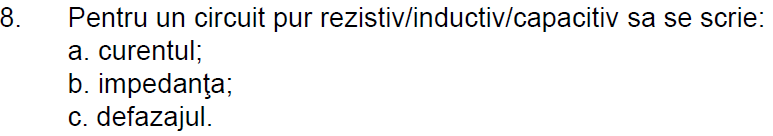 8. Pentru un circuit pur rezistiv/inductiv/capacitiv sa se scrie:
a. curentul;
b. impedanţa;
c. defazajul.